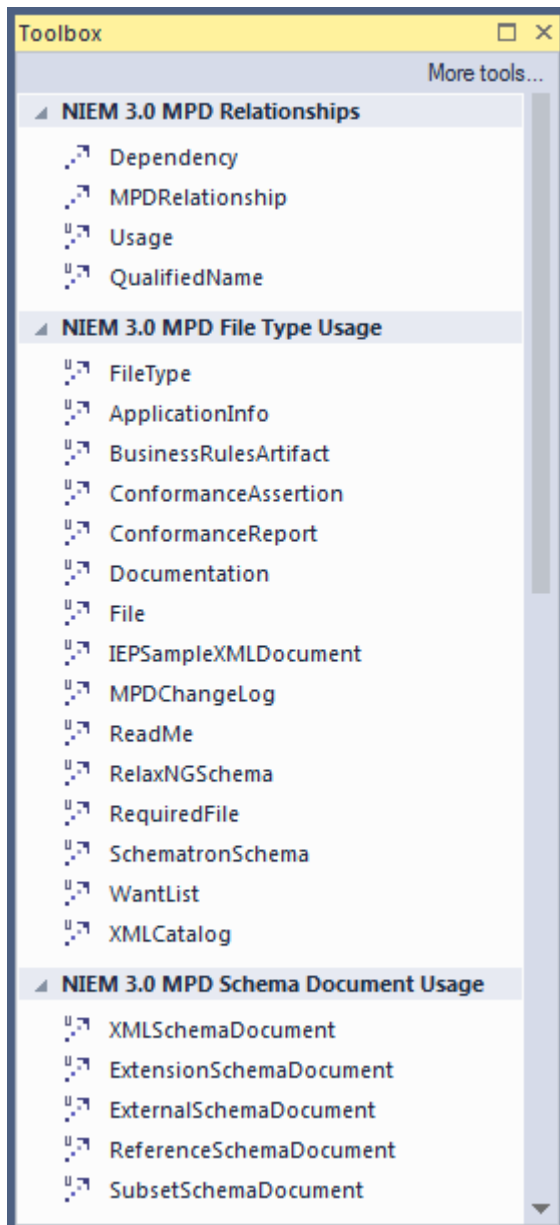 Toolbox
More tools...
NIEM 3.0 MPD Relationships
Dependency
MPDRelationship
U Usage
U QualifiedName
NIEM 3.0 MPD File Type Usage
U FileType
U ApplicationInfo
U BusinessRulesArtifact
U ConformanceAssertion
U ConformanceReport
U Documentation
U File
U IEPSampleXMLDocument
U MPDChangeLog
U ReadMe
U RelaxNGSchema
U RequiredFile
U SchematronSchema
U WantList
U XMLCatalog
NIEM 3.0 MPD Schema Document Usage
U XMLSchemaDocument
U ExtensionSchemaDocument
U ExternalSchemaDocument
U ReferenceSchemaDocument
U SubsetSchemaDocument